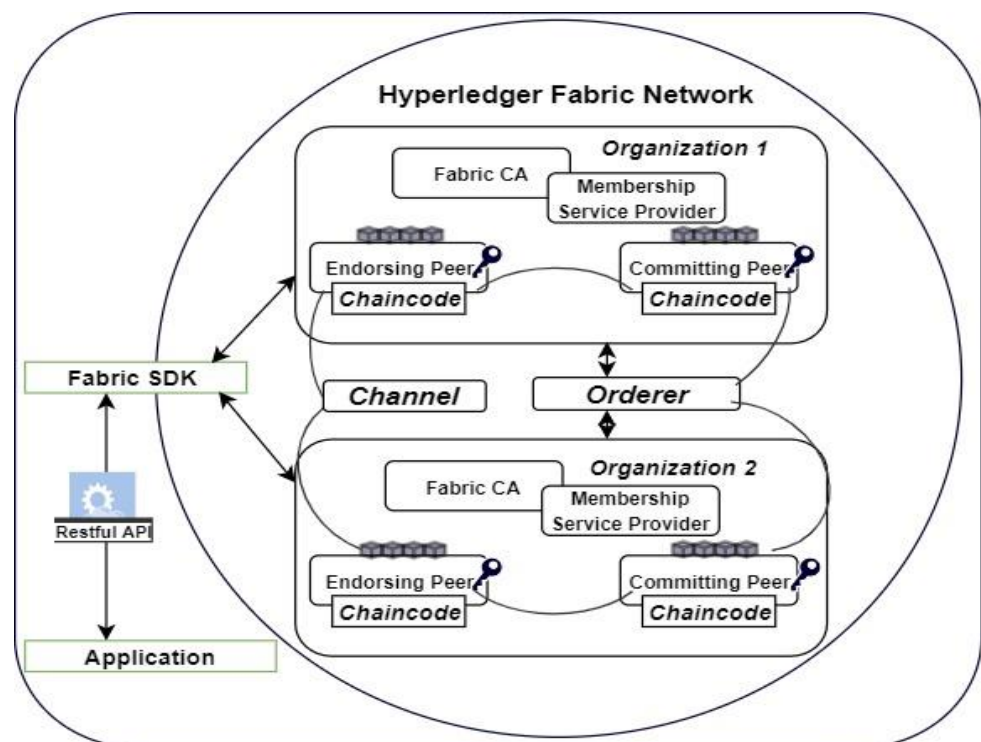 Hyperledger Fabric Network
Organization 1
Fabric CA
Membership
Service Provider
Endorsing Peer
Chaincode
Committing Peer
Chaincode
Fabric SDK
Channel
Orderer
Organization 2
Fabric CA
Membership
Service Provider
Restful API
Endorsing Peer
Chaincode
Committing Peer
Chaincode
Application